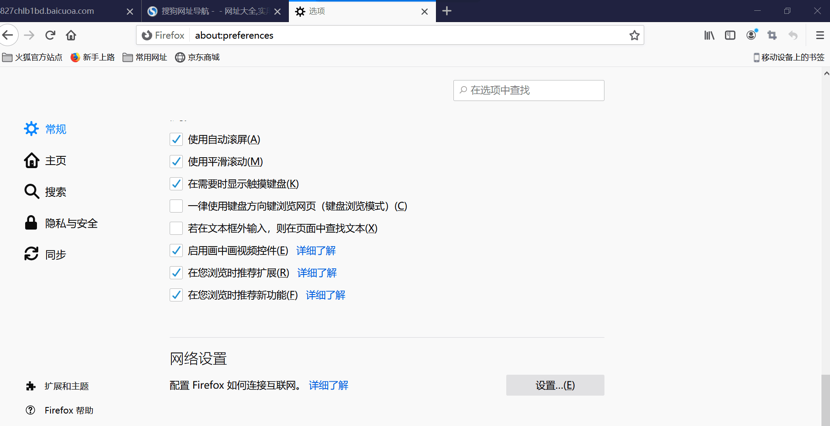 827chlb1bd.baicuoa.com
搜狗网址导航 - - 网址大全,实
选项
Firefox
about:preferences
火狐官方站点
新手上路
常用网址
京东商城
移动设备上的书签
在选项中查找
常规
主页
搜索
隐私与安全
同步
使用自动滚屏(A)
使用平滑滚动(M)
在需要时显示触摸键盘(K)
一律使用键盘方向键浏览网页（键盘浏览模式）(C)
若在文本框外输入，则在页面中查找文本(X)
启用画中画视频控件(E) 详细了解
在您浏览时推荐扩展(R) 详细了解
在您浏览时推荐新功能(F) 详细了解
网络设置
配置 Firefox 如何连接互联网。 详细了解
设置...(E)
扩展和主题
Firefox 帮助